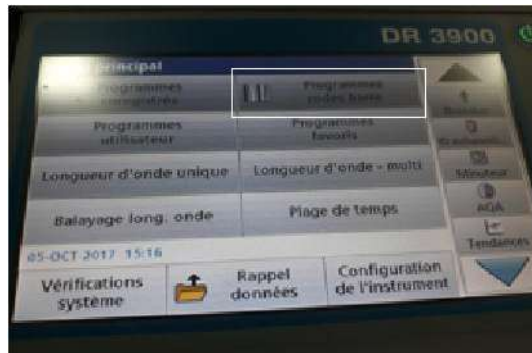 DR 3900
principal
Programmes
enregistrés
Programmes
codes barre
Programmes
utilisateur
Programmes
favoris
Longueur d'onde unique
Longueur d'onde - multi
Balayage long. onde
Plage de temps
Minuteur
AQA
Tendances
05-OCT 2017 15:16
Vérifications
système
Rappel
données
Configuration
de l'instrument